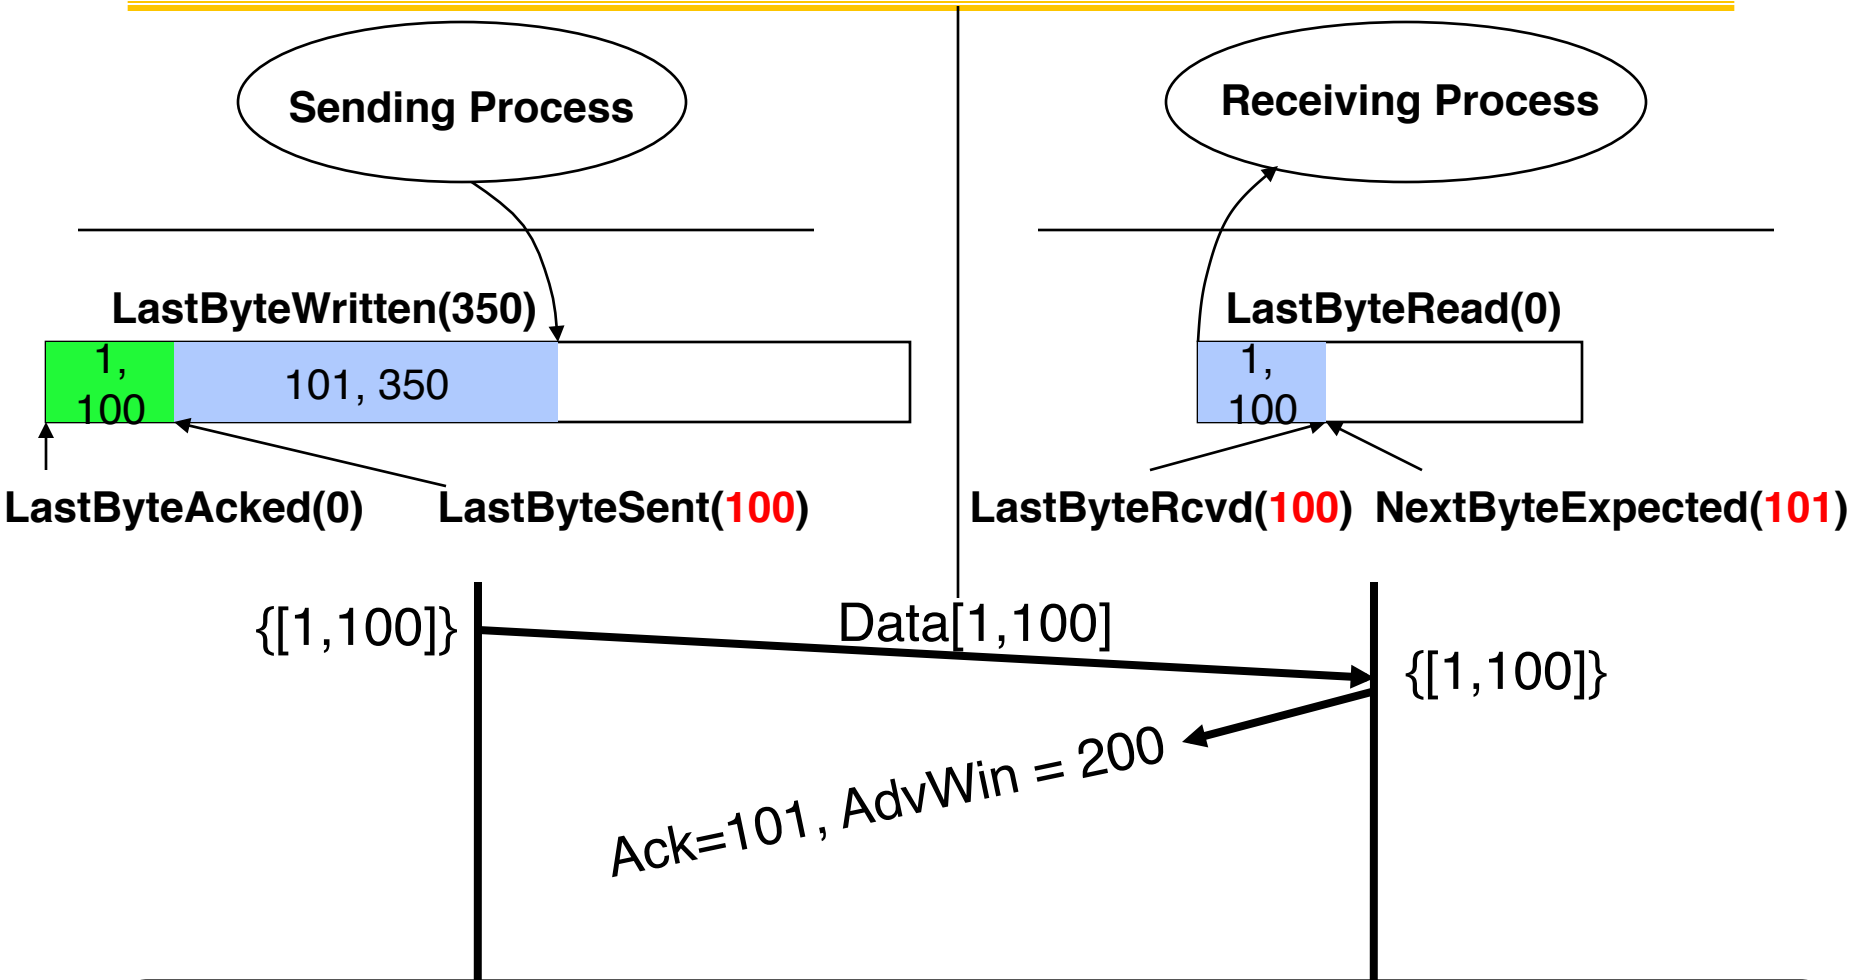 Sending Process
Receiving Process
LastByteWritten(350)
LastByteRead(0)
1,
100
101, 350
1,
100
LastByteAcked(0)
LastByteSent(100)
LastByteRcvd(100)
NextByteExpected(101)
{[1,100]}
Data[1,100]
{[1,100]}
Ack=101, AdvWin = 200